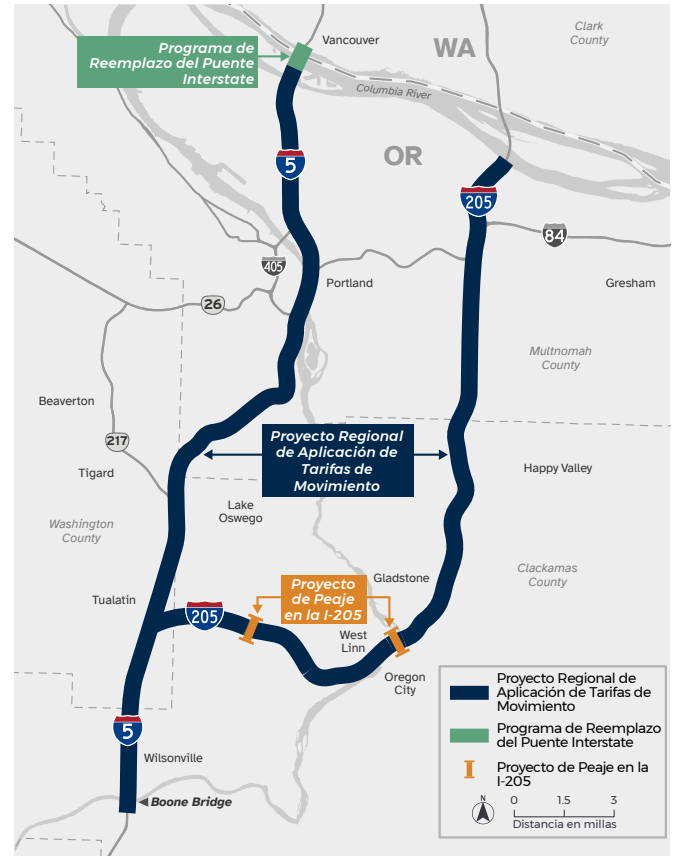 Programa de
Reemplazo del Puente
Interstate
Vancouver
WA
Clark
County
Columbia River
OR
5
205
84
405
Portland
Gresham
26
Multnomah
County
Beaverton
217
Proyecto Regional
de Aplicación de
Tarifas de
Movimiento
Tigard
Happy Valley
Lake
Oswego
Washington
County
Clackamas
County
Gladstone
Proyecto
de Peaje
en la I-205
Tualatin
205
West
Linn
Oregon
City
5
Wilsonville
Boone Bridge
Proyecto Regional de
Aplicación de Tarifas de
Movimiento
Programa de Reemplazo
del Puente Interstate
Proyecto de Peaje en la
I-205
N
0 1.5 3
Distancia en millas